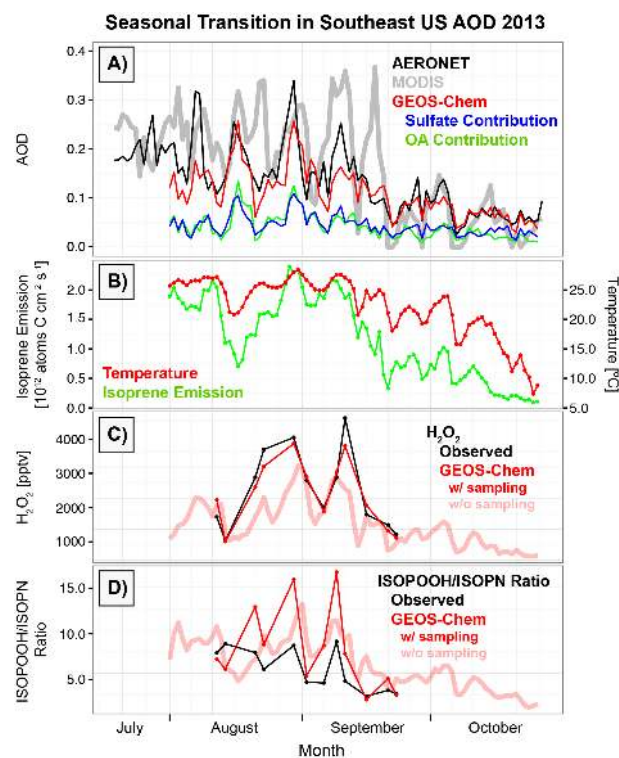 Seasonal Transition in Southeast US AOD 2013
A)
AERONET
MODIS
GEOS-Chem
Sulfate Contribution
OA Contribution
AOD
0.4
0.3
0.2
0.1
0.0
B)
Temperature
Isoprene Emission
Isoprene Emission
[10⁻¹² atoms C cm⁻² s⁻¹]
2.0
1.5
1.0
0.5
0.0
25.0
20.0
15.0
10.0
5.0
Temperature [ºC]
C)
H₂O₂
Observed
GEOS-Chem
w/ sampling
w/o sampling
H₂O₂ [pptv]
4000
3000
2000
1000
D)
ISOPOOH/ISOPN Ratio
Observed
GEOS-Chem
w/ sampling
w/o sampling
ISOPOOH/ISOPN
Ratio
15.0
10.0
5.0
July
August
September
October
Month